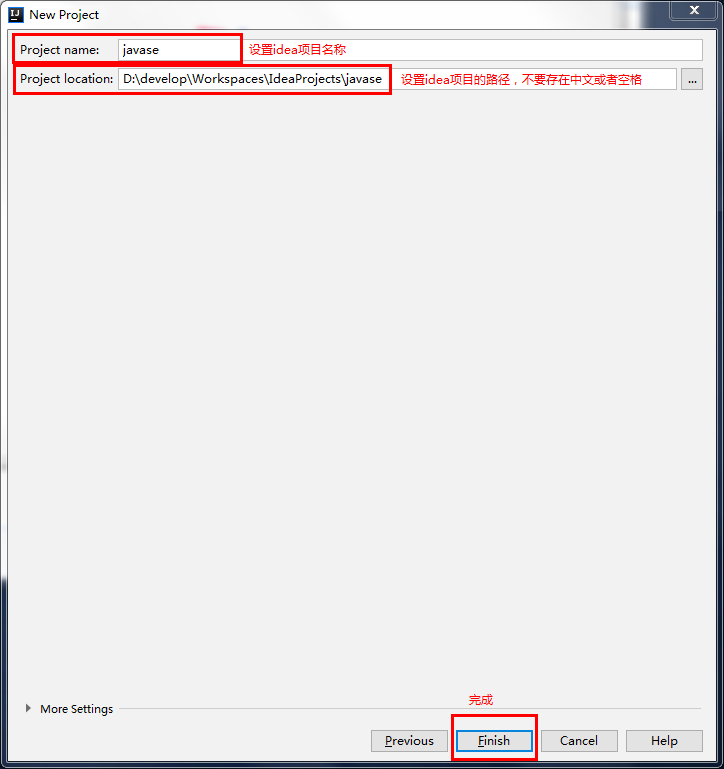 New Project
Project name: javase 设置idea项目名称
Project location: D:\develop\Workspaces\IdeaProjects\javase 设置idea项目的路径，不要存在中文或者空格 ...
More Settings
完成
Previous Finish Cancel Help